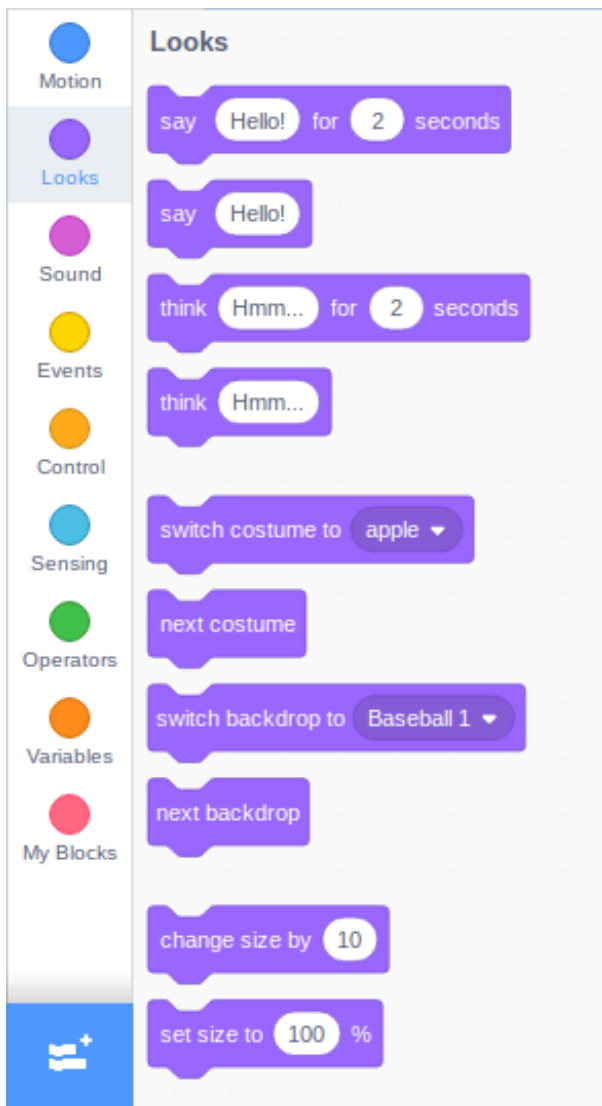 Motion
Looks
Sound
Events
Control
Sensing
Operators
Variables
My Blocks
Looks
say Hello! for 2 seconds
say Hello!
think Hmm... for 2 seconds
think Hmm...
switch costume to apple
next costume
switch backdrop to Baseball 1
next backdrop
change size by 10
set size to 100 %